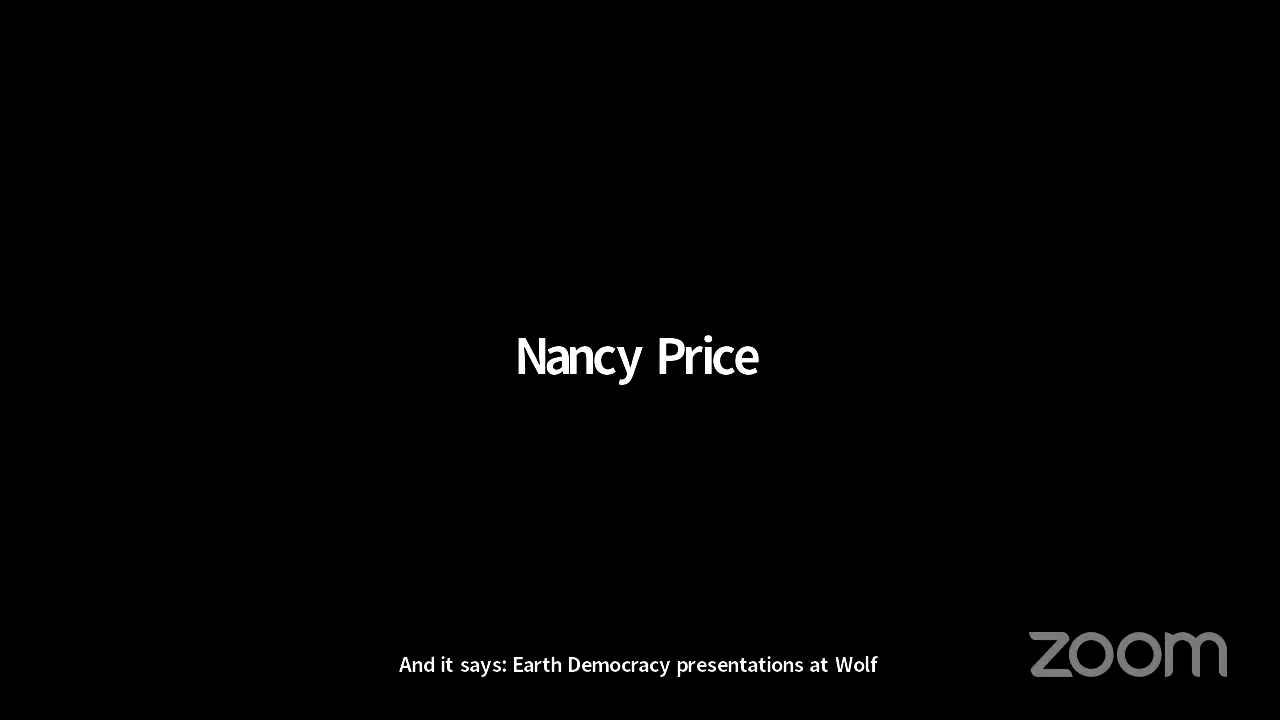 Nancy Price
And it says: Earth Democracy presentations at Wolf
zoom